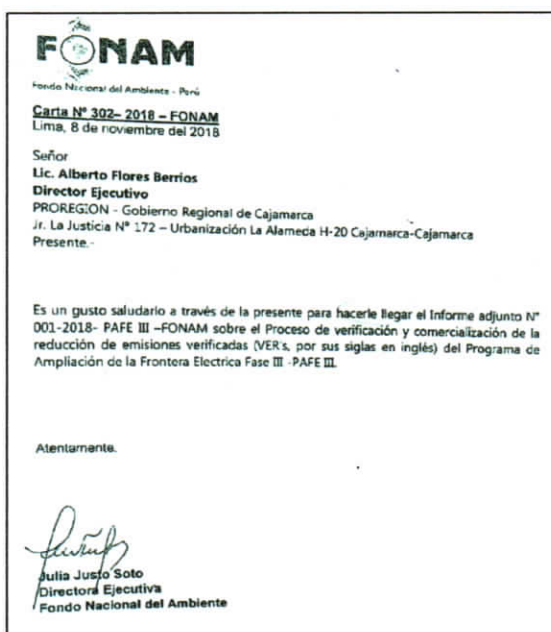 FONAM
Fondo Nacional del Ambiente - Perú
Carta N° 302– 2018 – FONAM
Lima, 8 de noviembre del 2018
Señor
Lic. Alberto Flores Berrios
Director Ejecutivo
PROREGION - Gobierno Regional de Cajamarca
Jr. La Justicia N° 172 – Urbanización La Alameda H-20 Cajamarca-Cajamarca
Presente.-
Es un gusto saludarlo a través de la presente para hacerle llegar el Informe adjunto N°
001-2018- PAFE III –FONAM sobre el Proceso de verificación y comercialización de la
reducción de emisiones verificadas (VER's, por sus siglas en inglés) del Programa de
Ampliación de la Frontera Electrica Fase III -PAFE III.
Atentamente.
Julia Justo Soto
Directora Ejecutiva
Fondo Nacional del Ambiente